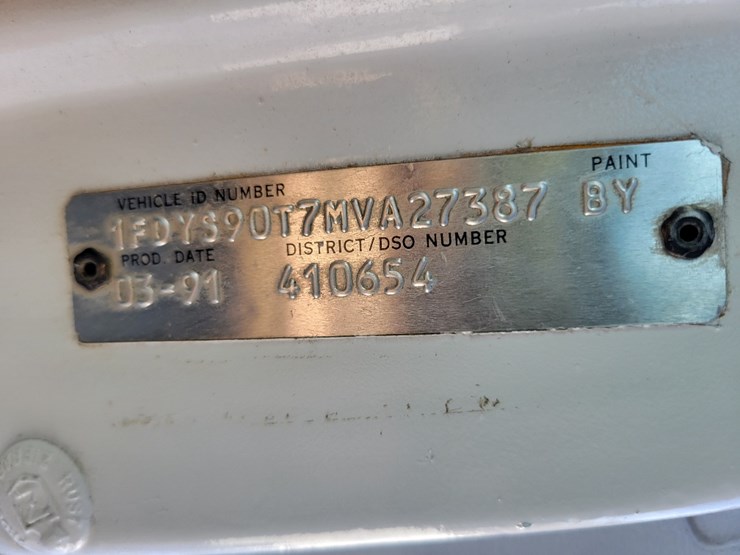 VEHICLE ID NUMBER PAINT
1FDYS90T7MVA27387 BY
PROD. DATE DISTRICT/DSO NUMBER
03-91 410654